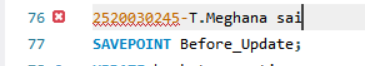 76 2520030245-T.Meghana sai
77 SAVEPOINT Before_Update;